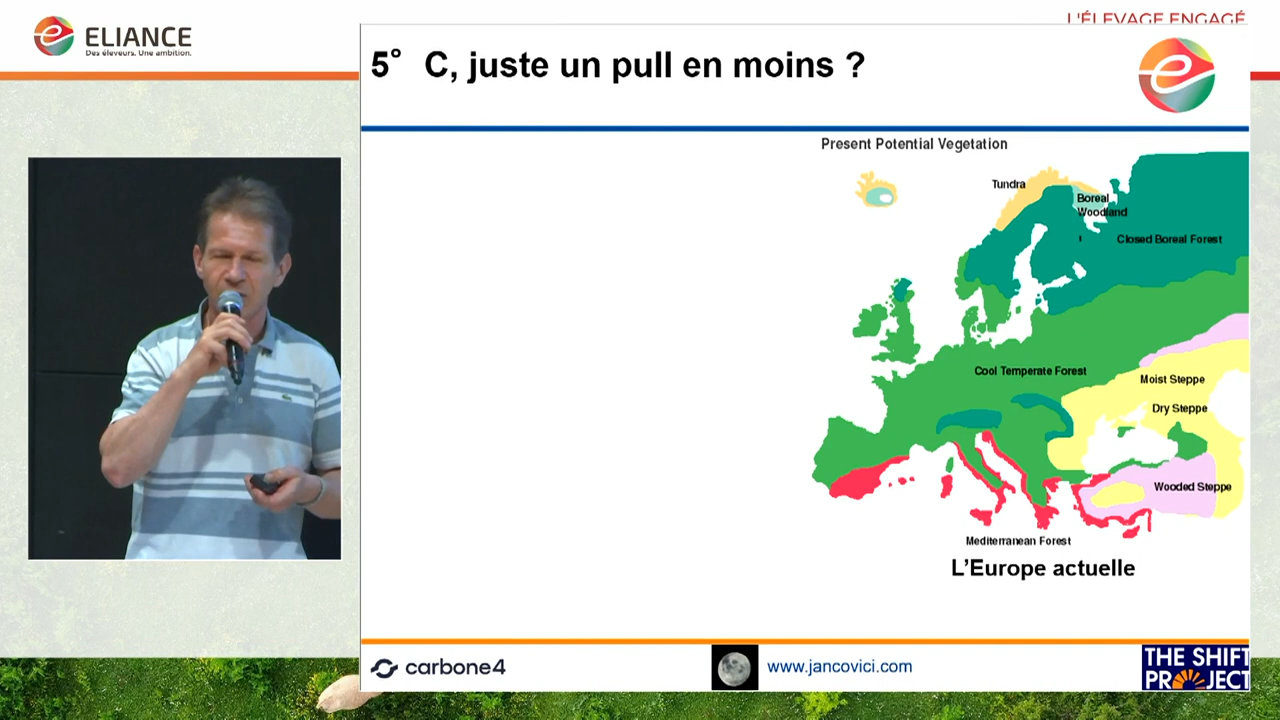 L'ÉLEVAGE ENGAGÉ
ELIANCE
Des éleveurs. Une ambition.
5° C, juste un pull en moins ?
Present Potential Vegetation
Tundra
Boreal
Woodland
Closed Boreal Forest
Cool Temperate Forest
Moist Steppe
Dry Steppe
Wooded Steppe
Mediterranean Forest
L'Europe actuelle
carbone4
www.jancovici.com
THE SHIFT
PROJECT